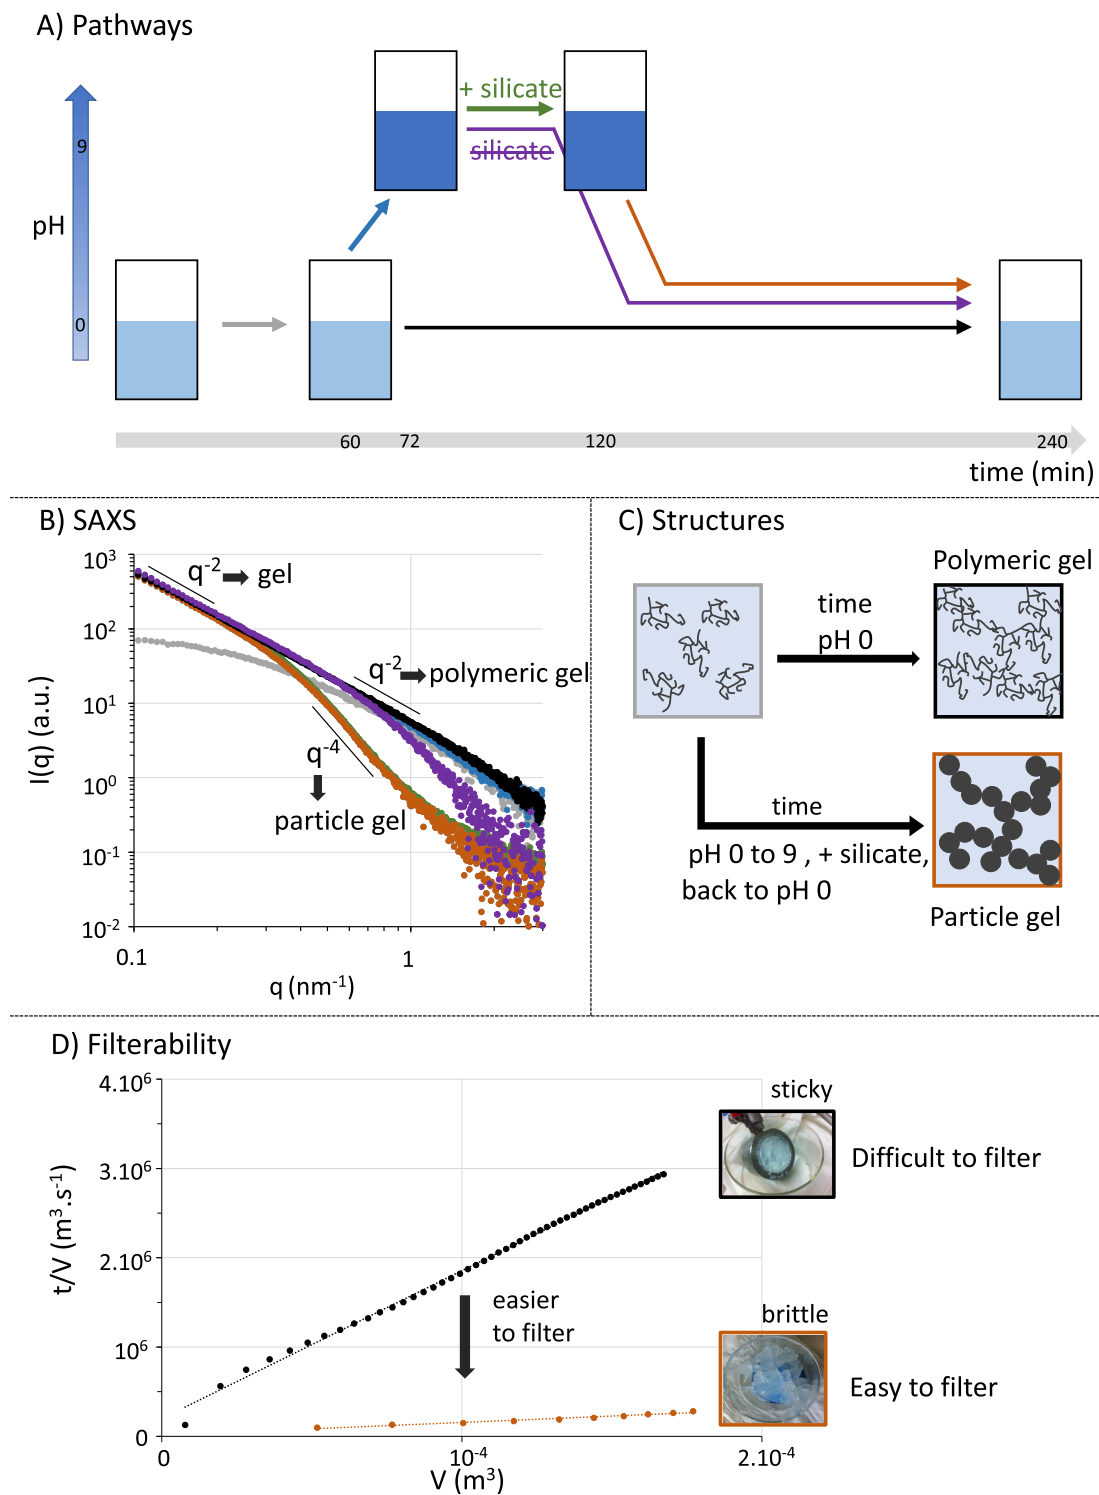 A) Pathways
+ silicate
silicate
9
pH
0
60
72
120
240
time (min)
B) SAXS
10³
q⁻² gel
10²
q⁻² polymeric gel
10¹
q⁻⁴
10⁰
particle gel
10⁻¹
10⁻²
I(q) (a.u.)
0.1
1
q (nm⁻¹)
C) Structures
Polymeric gel
time
pH 0
time
pH 0 to 9 , + silicate,
back to pH 0
Particle gel
D) Filterability
4.10⁶
3.10⁶
2.10⁶
10⁶
0
t/V (m³.s⁻¹)
sticky
Difficult to filter
easier
to filter
brittle
Easy to filter
0
10⁻⁴
2.10⁻⁴
V (m³)